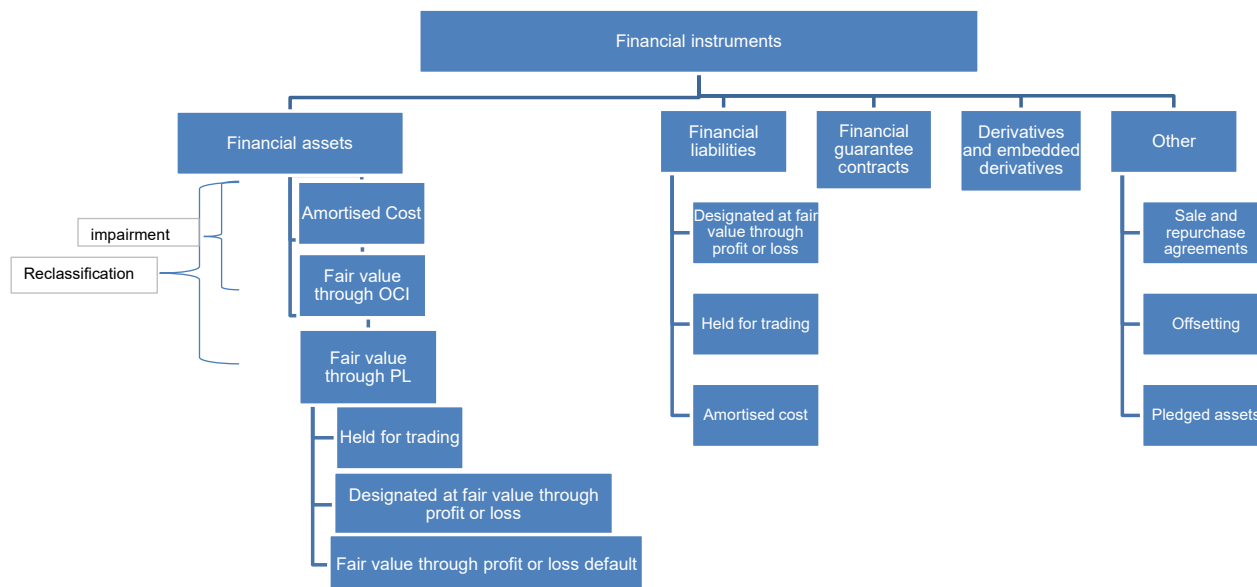 Financial instruments
Financial assets
Financial
liabilities
Financial
guarantee
contracts
Derivatives
and embedded
derivatives
Other
impairment
Reclassification
Amortised Cost
Fair value
through OCI
Fair value
through PL
Held for trading
Designated at fair value through
profit or loss
Fair value through profit or loss default
Designated at fair
value through
profit or loss
Held for trading
Amortised cost
Sale and
repurchase
agreements
Offsetting
Pledged assets